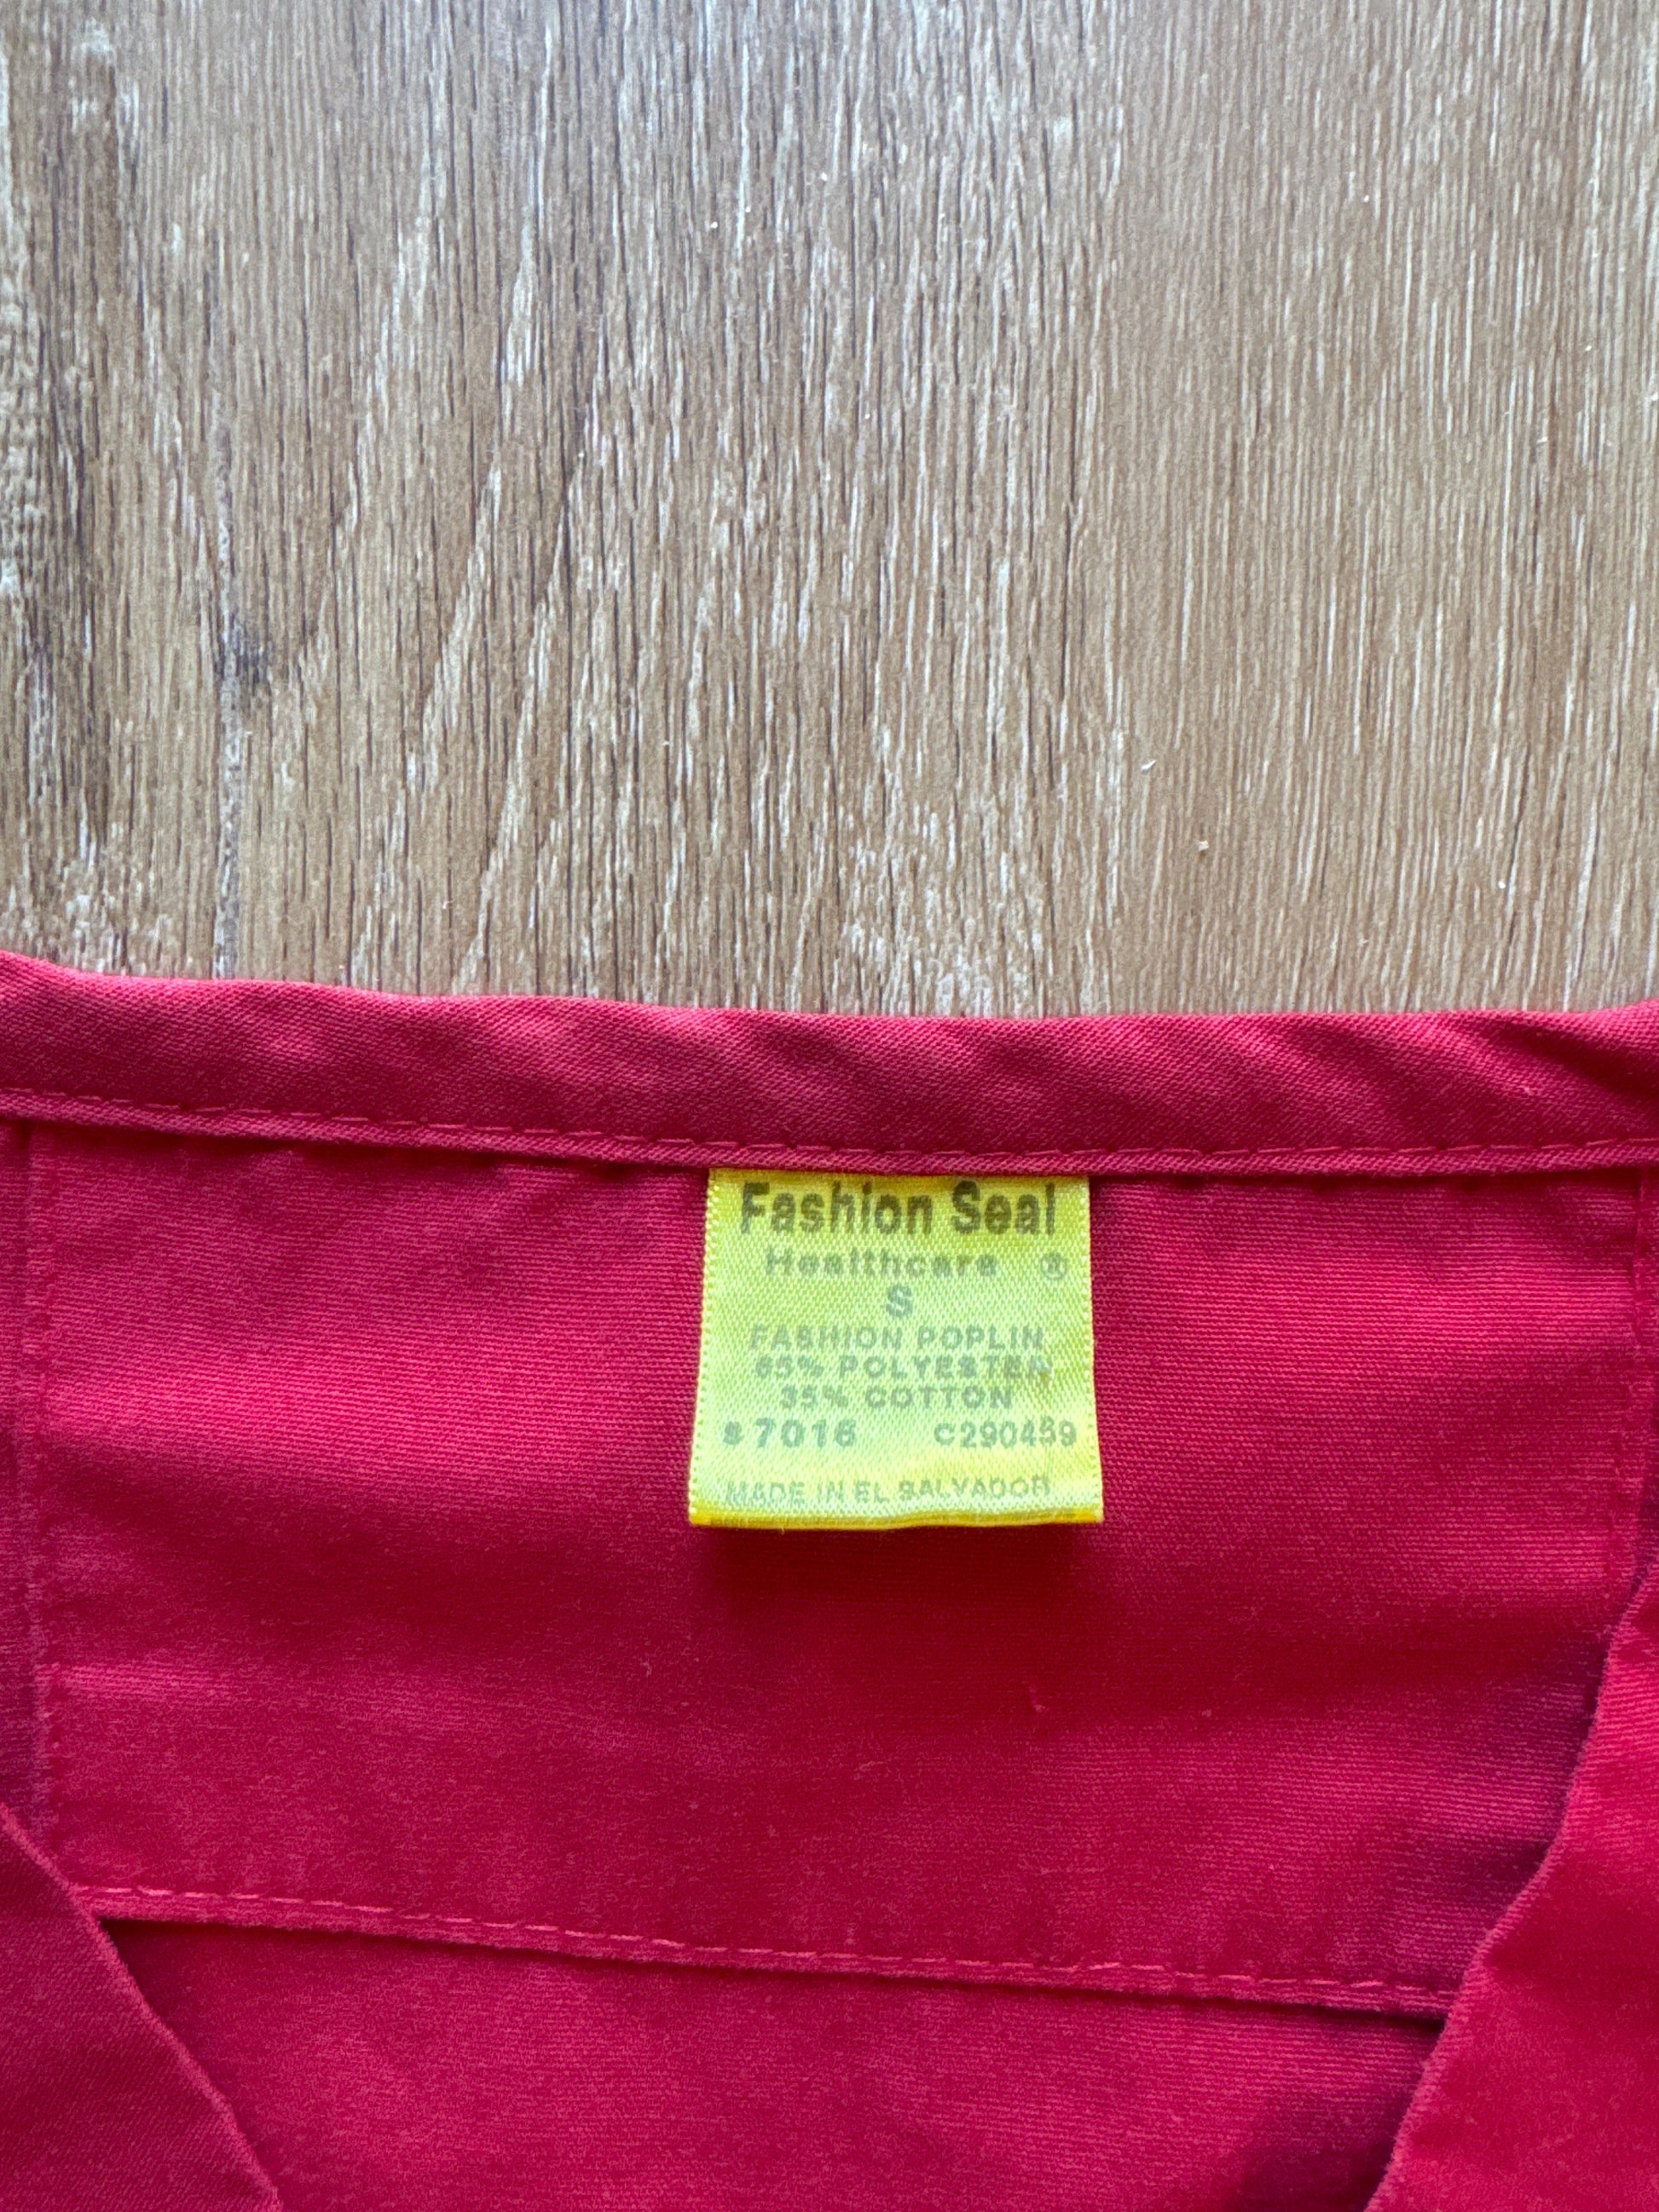 Fashion Seal
Healthcare ®
S
FASHION POPLIN
65% POLYESTER
35% COTTON
S 7016 C290459
MADE IN EL SALVADOR